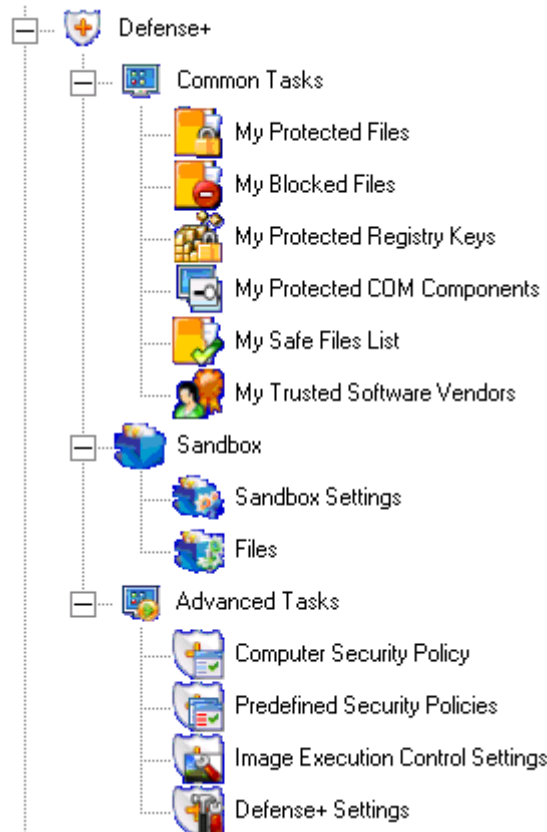 Defense+
Common Tasks
My Protected Files
My Blocked Files
My Protected Registry Keys
My Protected COM Components
My Safe Files List
My Trusted Software Vendors
Sandbox
Sandbox Settings
Files
Advanced Tasks
Computer Security Policy
Predefined Security Policies
Image Execution Control Settings
Defense+ Settings